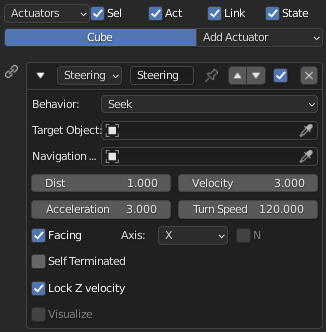 Actuators Sel Act Link State
Cube Add Actuator
Steering Steering
Behavior: Seek
Target Object:
Navigation ...
Dist 1.000 Velocity 3.000
Acceleration 3.000 Turn Speed 120.000
Facing Axis: X N
Self Terminated
Lock Z velocity
Visualize